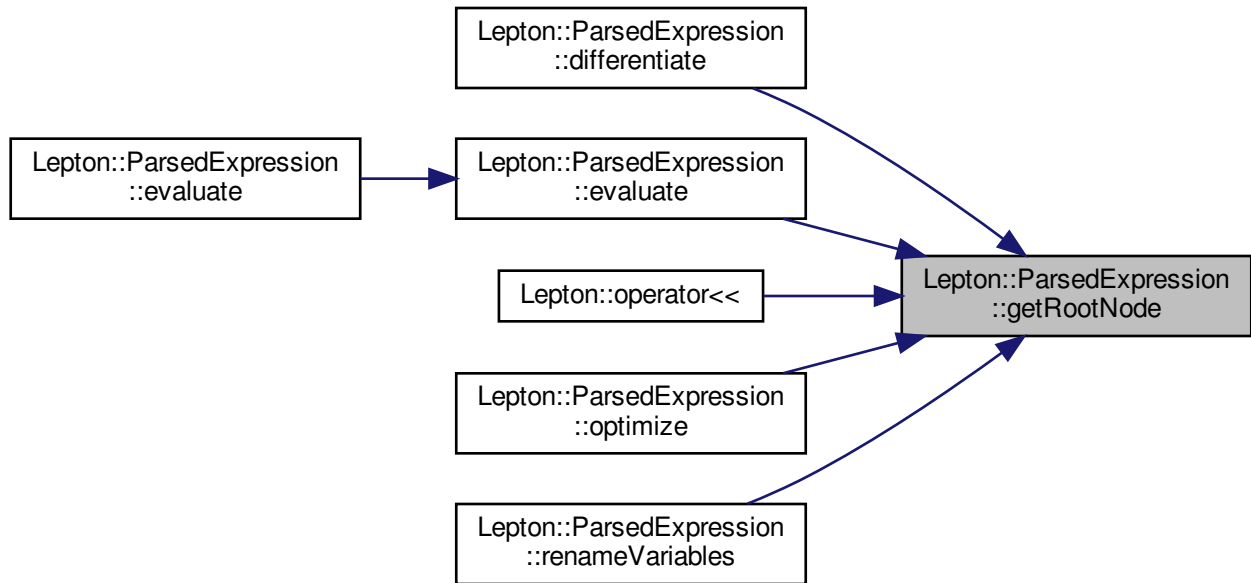 Lepton::ParsedExpression
::differentiate
Lepton::ParsedExpression
::evaluate
Lepton::ParsedExpression
::evaluate
Lepton::operator<<
Lepton::ParsedExpression
::getRootNode
Lepton::ParsedExpression
::optimize
Lepton::ParsedExpression
::renameVariables